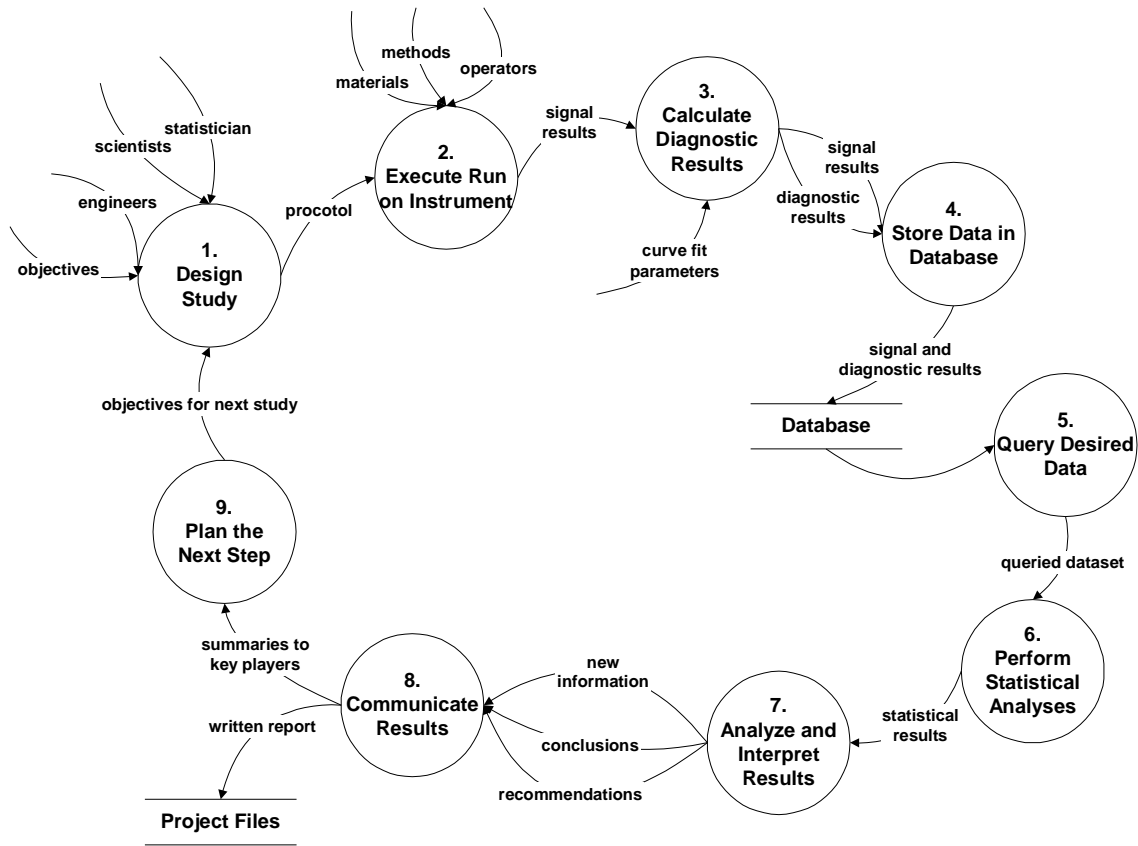 statistician
scientists
engineers
objectives
1.
Design
Study
procotol
materials
methods
operators
2.
Execute Run
on Instrument
signal
results
3.
Calculate
Diagnostic
Results
curve fit
parameters
signal
results
diagnostic
results
4.
Store Data in
Database
signal and
diagnostic results
Database
5.
Query Desired
Data
queried dataset
6.
Perform
Statistical
Analyses
statistical
results
7.
Analyze and
Interpret
Results
new
information
conclusions
recommendations
8.
Communicate
Results
summaries to
key players
written report
Project Files
9.
Plan the
Next Step
objectives for next study